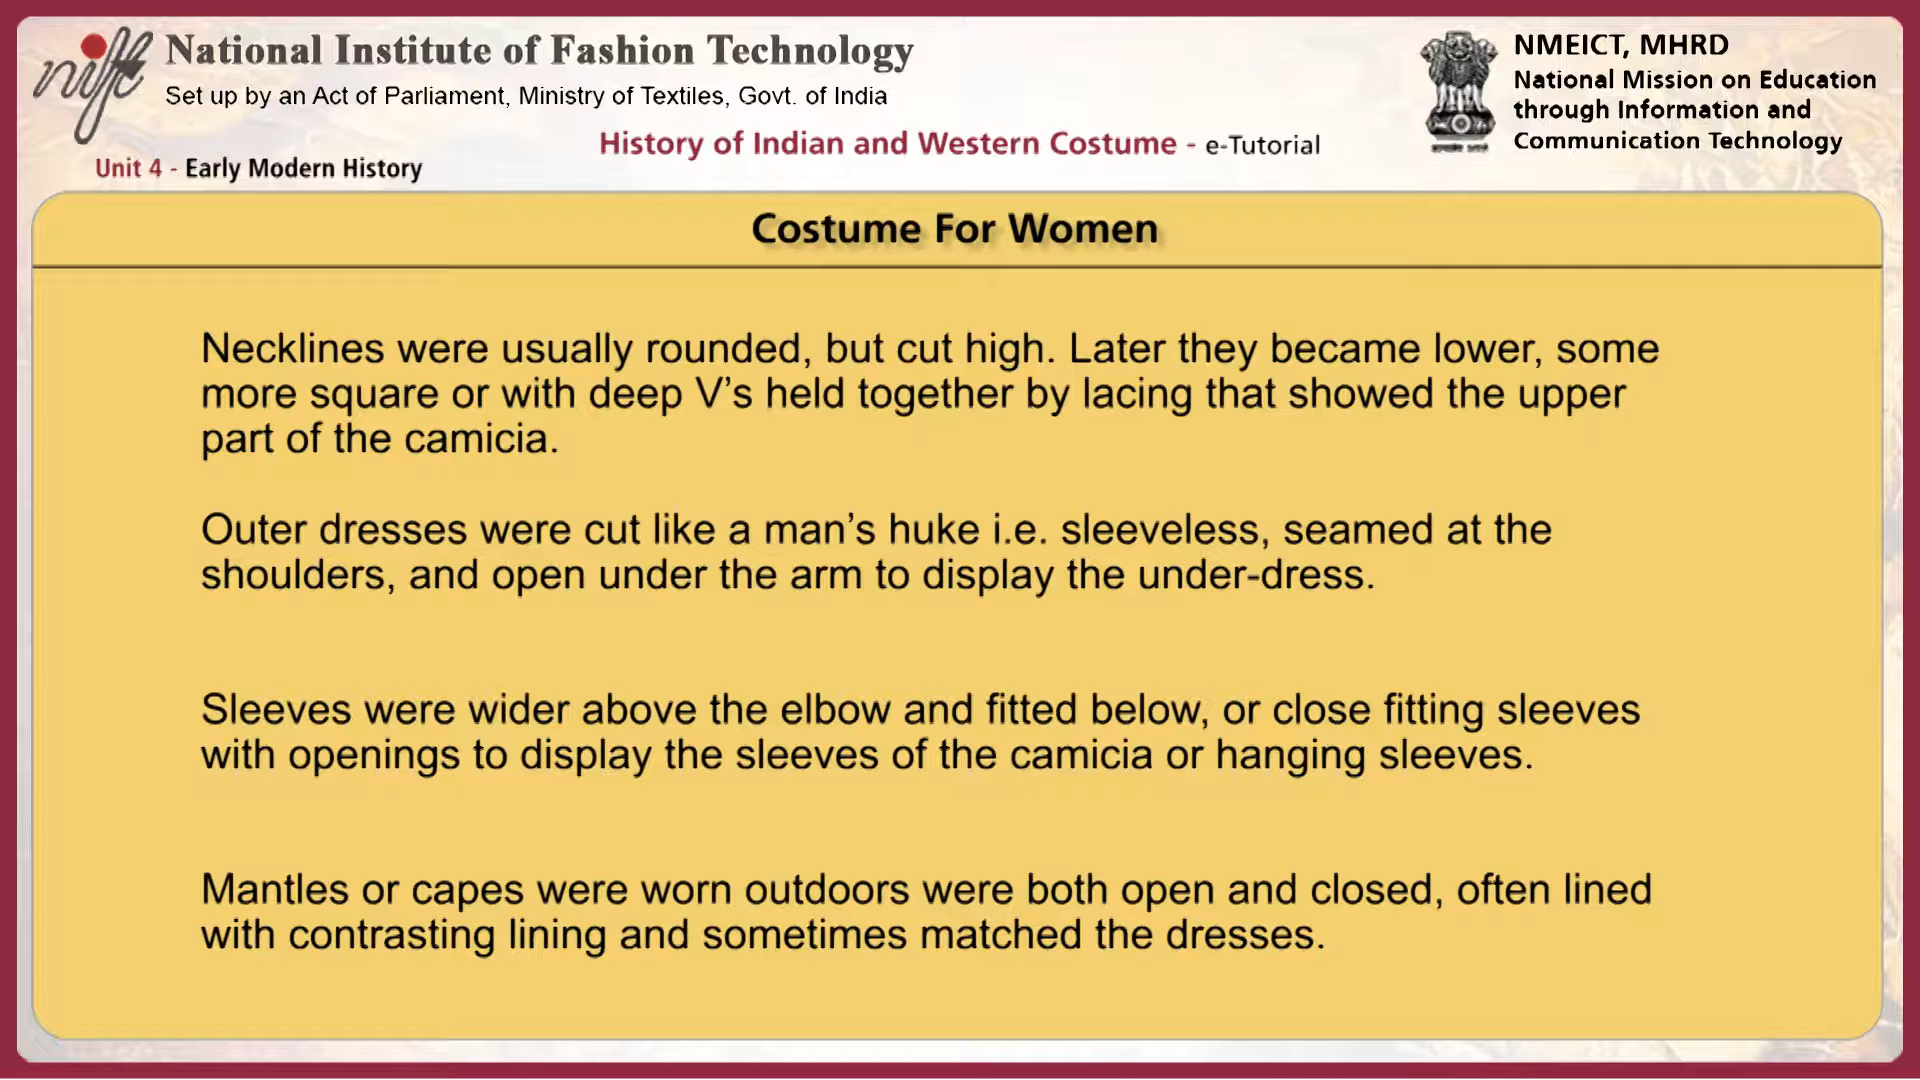 nift
National Institute of Fashion Technology
Set up by an Act of Parliament, Ministry of Textiles, Govt. of India
NMEICT, MHRD
National Mission on Education
through Information and
Communication Technology
History of Indian and Western Costume - e-Tutorial
Unit 4 - Early Modern History
Costume For Women
Necklines were usually rounded, but cut high. Later they became lower, some
more square or with deep V’s held together by lacing that showed the upper
part of the camicia.
Outer dresses were cut like a man’s huke i.e. sleeveless, seamed at the
shoulders, and open under the arm to display the under-dress.
Sleeves were wider above the elbow and fitted below, or close fitting sleeves
with openings to display the sleeves of the camicia or hanging sleeves.
Mantles or capes were worn outdoors were both open and closed, often lined
with contrasting lining and sometimes matched the dresses.